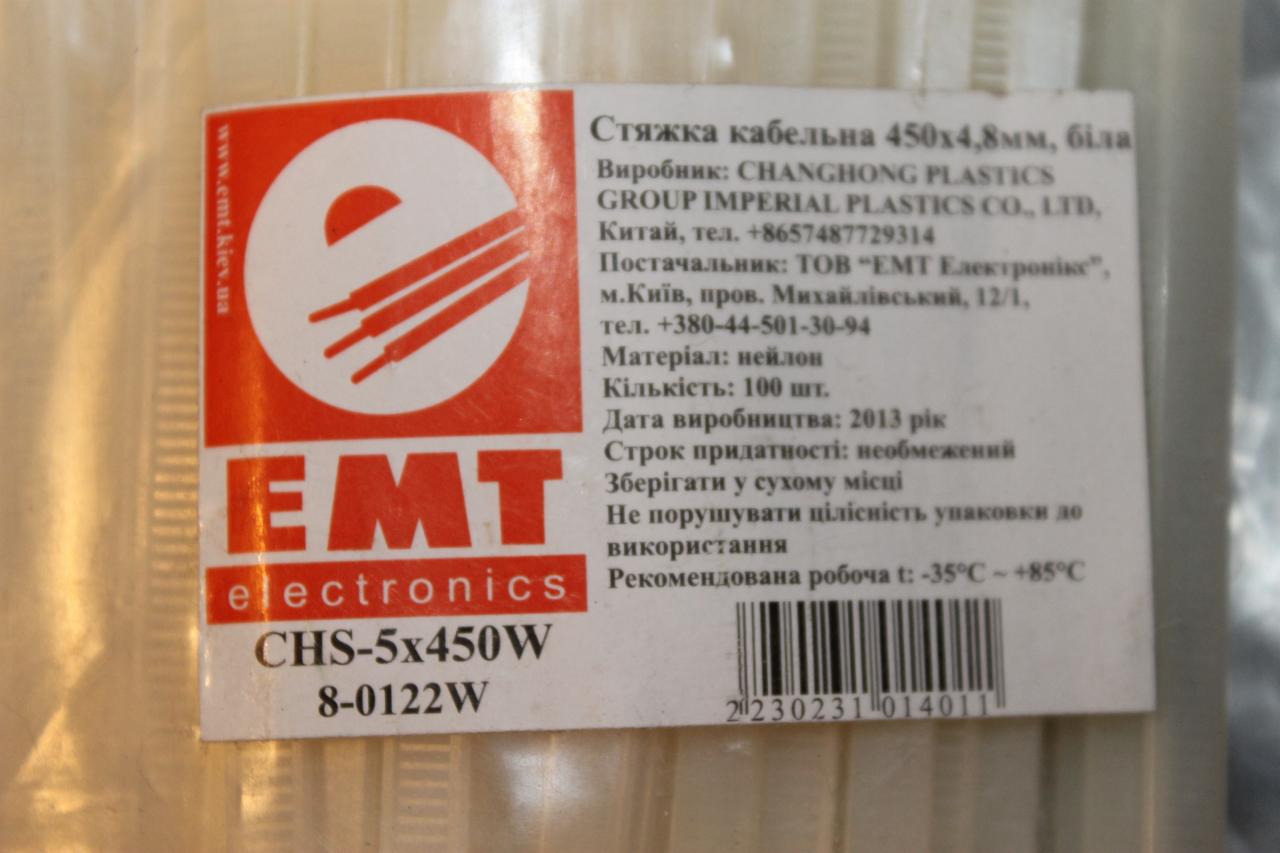 www.emt.kiev.ua
EMT
electronics
CHS-5x450W
8-0122W
Стяжка кабельна 450х4,8мм, біла
Виробник: CHANGHONG PLASTICS
GROUP IMPERIAL PLASTICS CO., LTD,
Китай, тел. +8657487729314
Постачальник: ТОВ “ЕМТ Електронікс”,
м.Київ, пров. Михайлівський, 12/1,
тел. +380-44-501-30-94
Матеріал: нейлон
Кількість: 100 шт.
Дата виробництва: 2013 рік
Строк придатності: необмежений
Зберігати у сухому місці
Не порушувати цілісність упаковки до
використання
Рекомендована робоча t: -35°C ~ +85°C
2 230231 014011